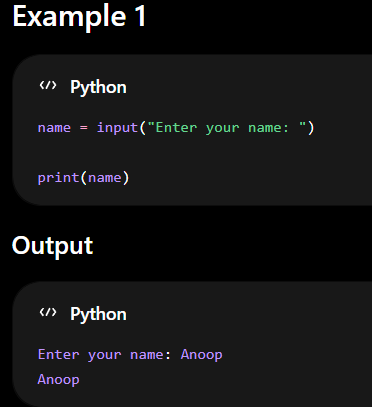 Example 1
</> Python
name = input("Enter your name: ")
print(name)
Output
</> Python
Enter your name: Anoop
Anoop